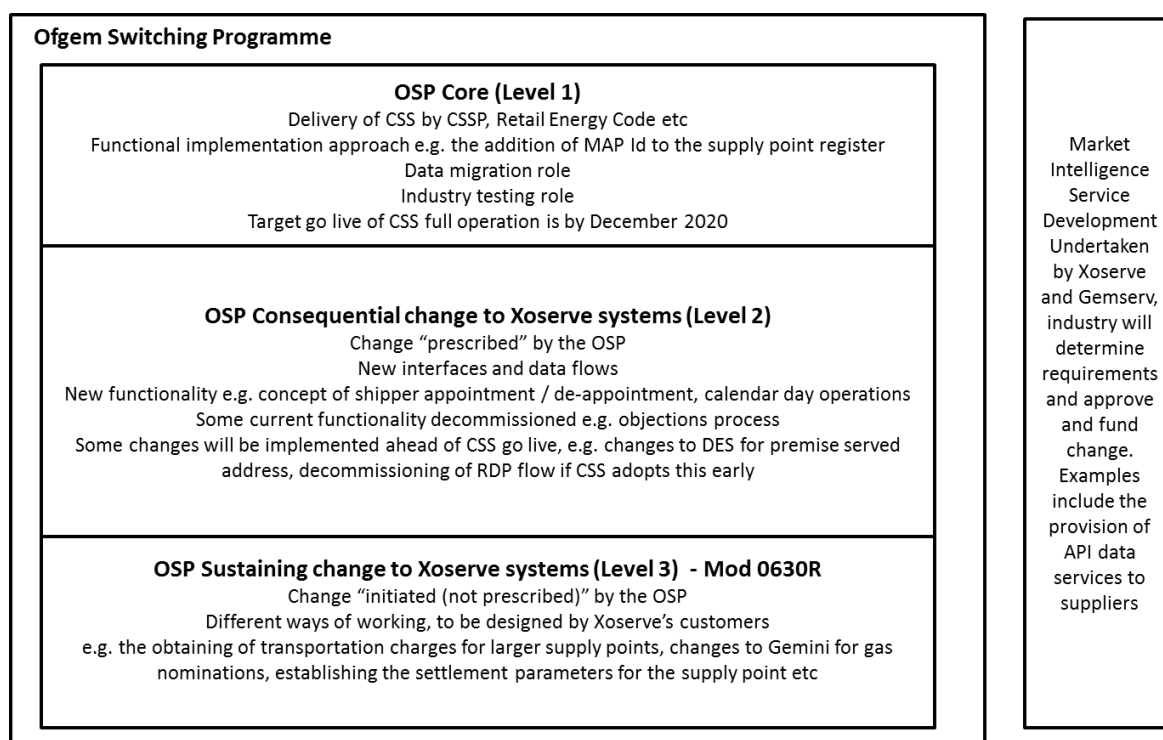 Ofgem Switching Programme
OSP Core (Level 1)
Delivery of CSS by CSSP, Retail Energy Code etc
Functional implementation approach e.g. the addition of MAP Id to the supply point register
Data migration role
Industry testing role
Target go live of CSS full operation is by December 2020
OSP Consequential change to Xoserve systems (Level 2)
Change “prescribed” by the OSP
New interfaces and data flows
New functionality e.g. concept of shipper appointment / de-appointment, calendar day operations
Some current functionality decommissioned e.g. objections process
Some changes will be implemented ahead of CSS go live, e.g. changes to DES for premise served
address, decommissioning of RDP flow if CSS adopts this early
OSP Sustaining change to Xoserve systems (Level 3) - Mod 0630R
Change “initiated (not prescribed)” by the OSP
Different ways of working, to be designed by Xoserve’s customers
e.g. the obtaining of transportation charges for larger supply points, changes to Gemini for gas
nominations, establishing the settlement parameters for the supply point etc
Market
Intelligence
Service
Development
Undertaken
by Xoserve
and Gemserv,
industry will
determine
requirements
and approve
and fund
change.
Examples
include the
provision of
API data
services to
suppliers